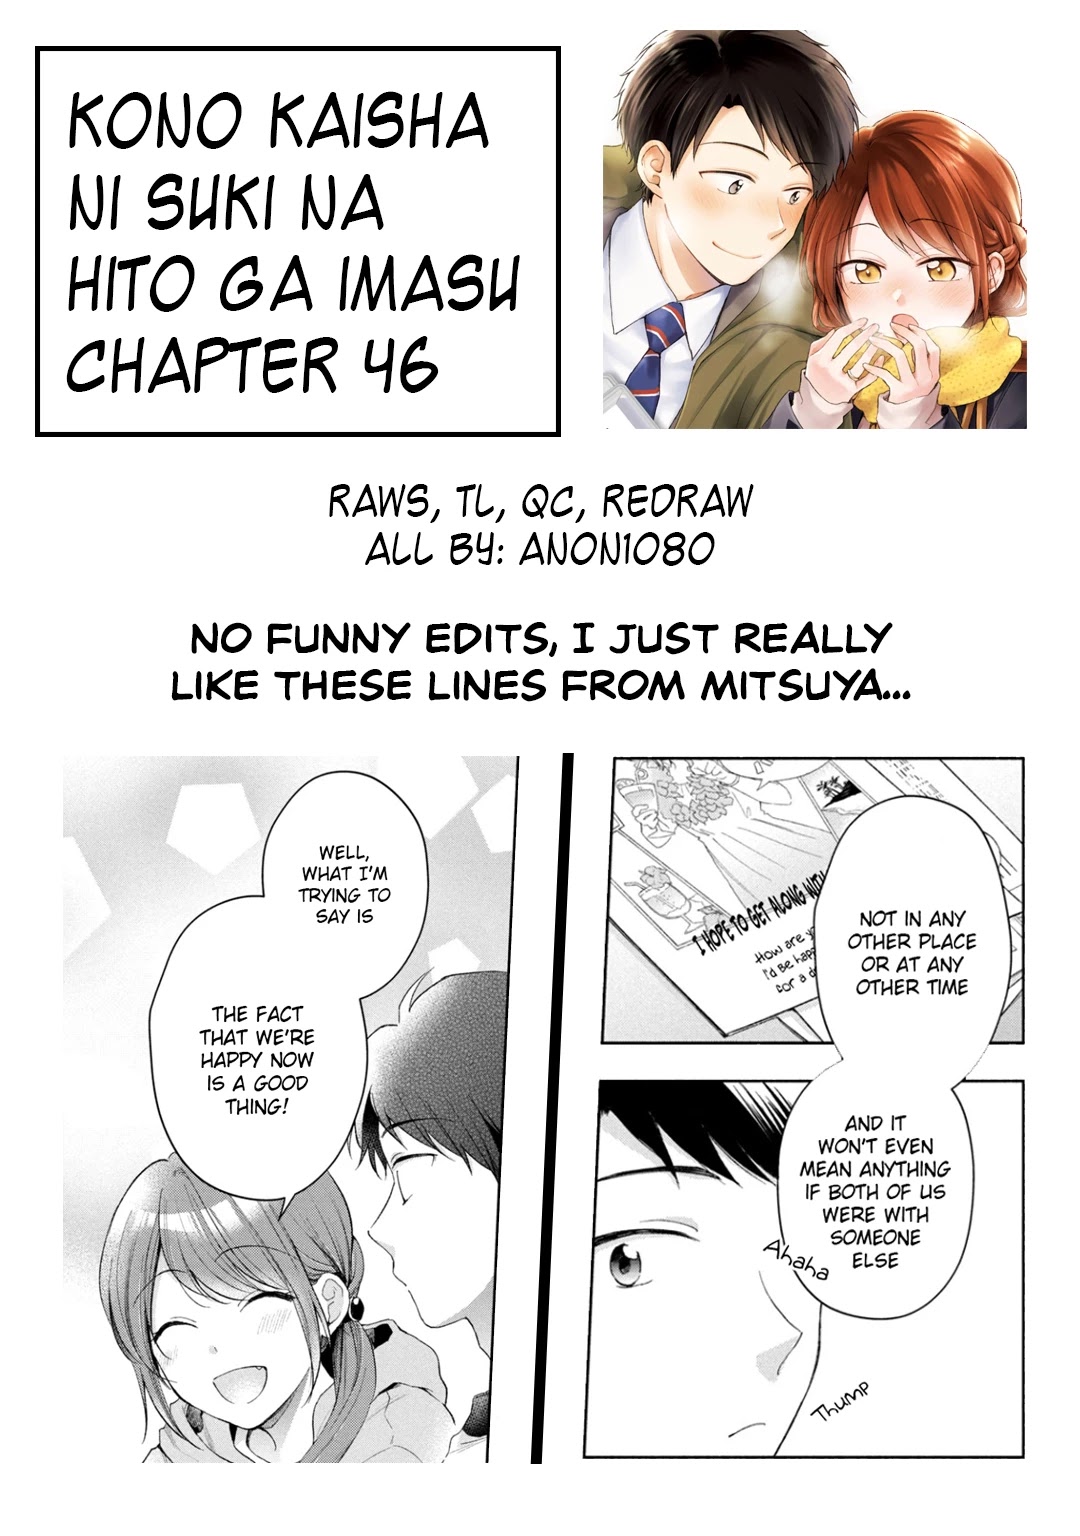 KONO KAISHA
NI SUKI NA
HITO GA IMASU
CHAPTER 46
RAWS, TL, QC, REDRAW
ALL BY: ANON1080
NO FUNNY EDITS, I JUST REALLY
LIKE THESE LINES FROM MITSUYA...
I HOPE TO GET ALONG WITH
How are
I'd be
for a
NOT IN ANY
OTHER PLACE
OR AT ANY
OTHER TIME
AND IT
WON'T EVEN
MEAN ANYTHING
IF BOTH OF US
WERE WITH
SOMEONE
ELSE
Ahaha
Thump
WELL,
WHAT I'M
TRYING TO
SAY IS
THE FACT
THAT WE'RE
HAPPY NOW
IS A GOOD
THING!